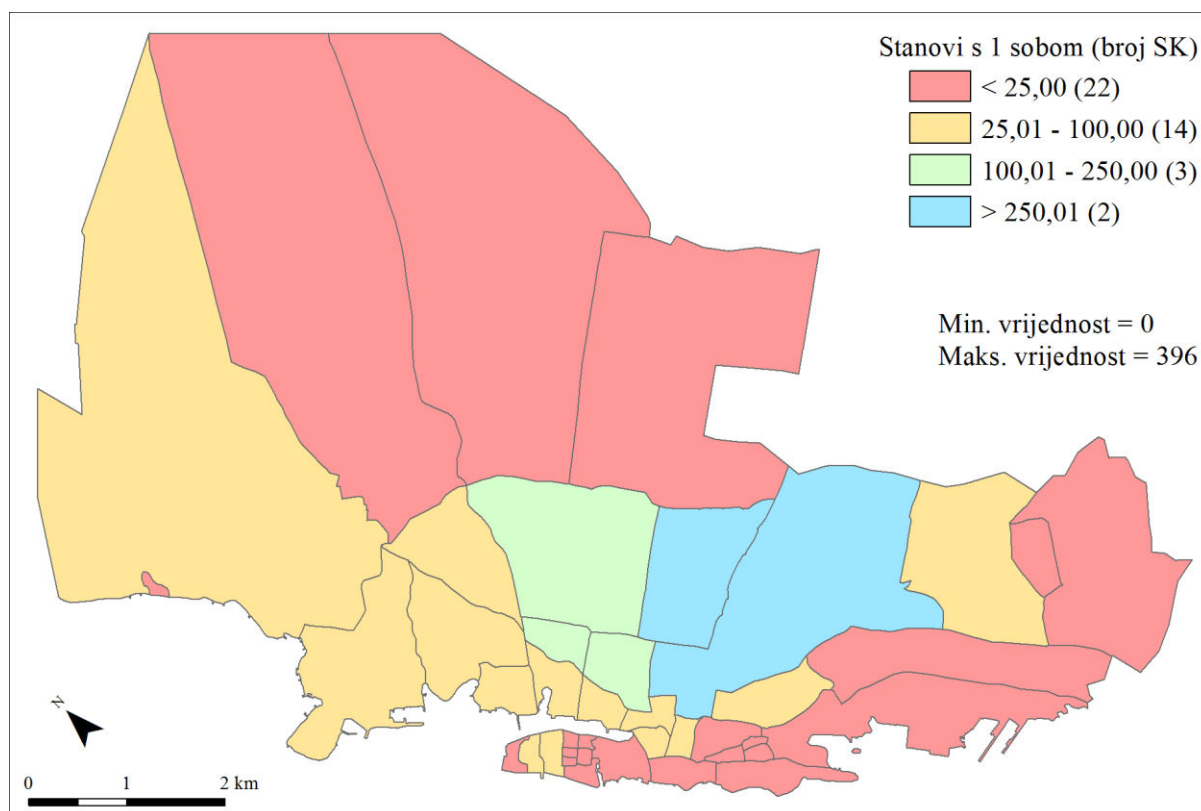 Stanovi s 1 sobom (broj SK)
< 25,00 (22)
25,01 - 100,00 (14)
100,01 - 250,00 (3)
> 250,01 (2)
Min. vrijednost = 0
Maks. vrijednost = 396
N
0 1 2 km